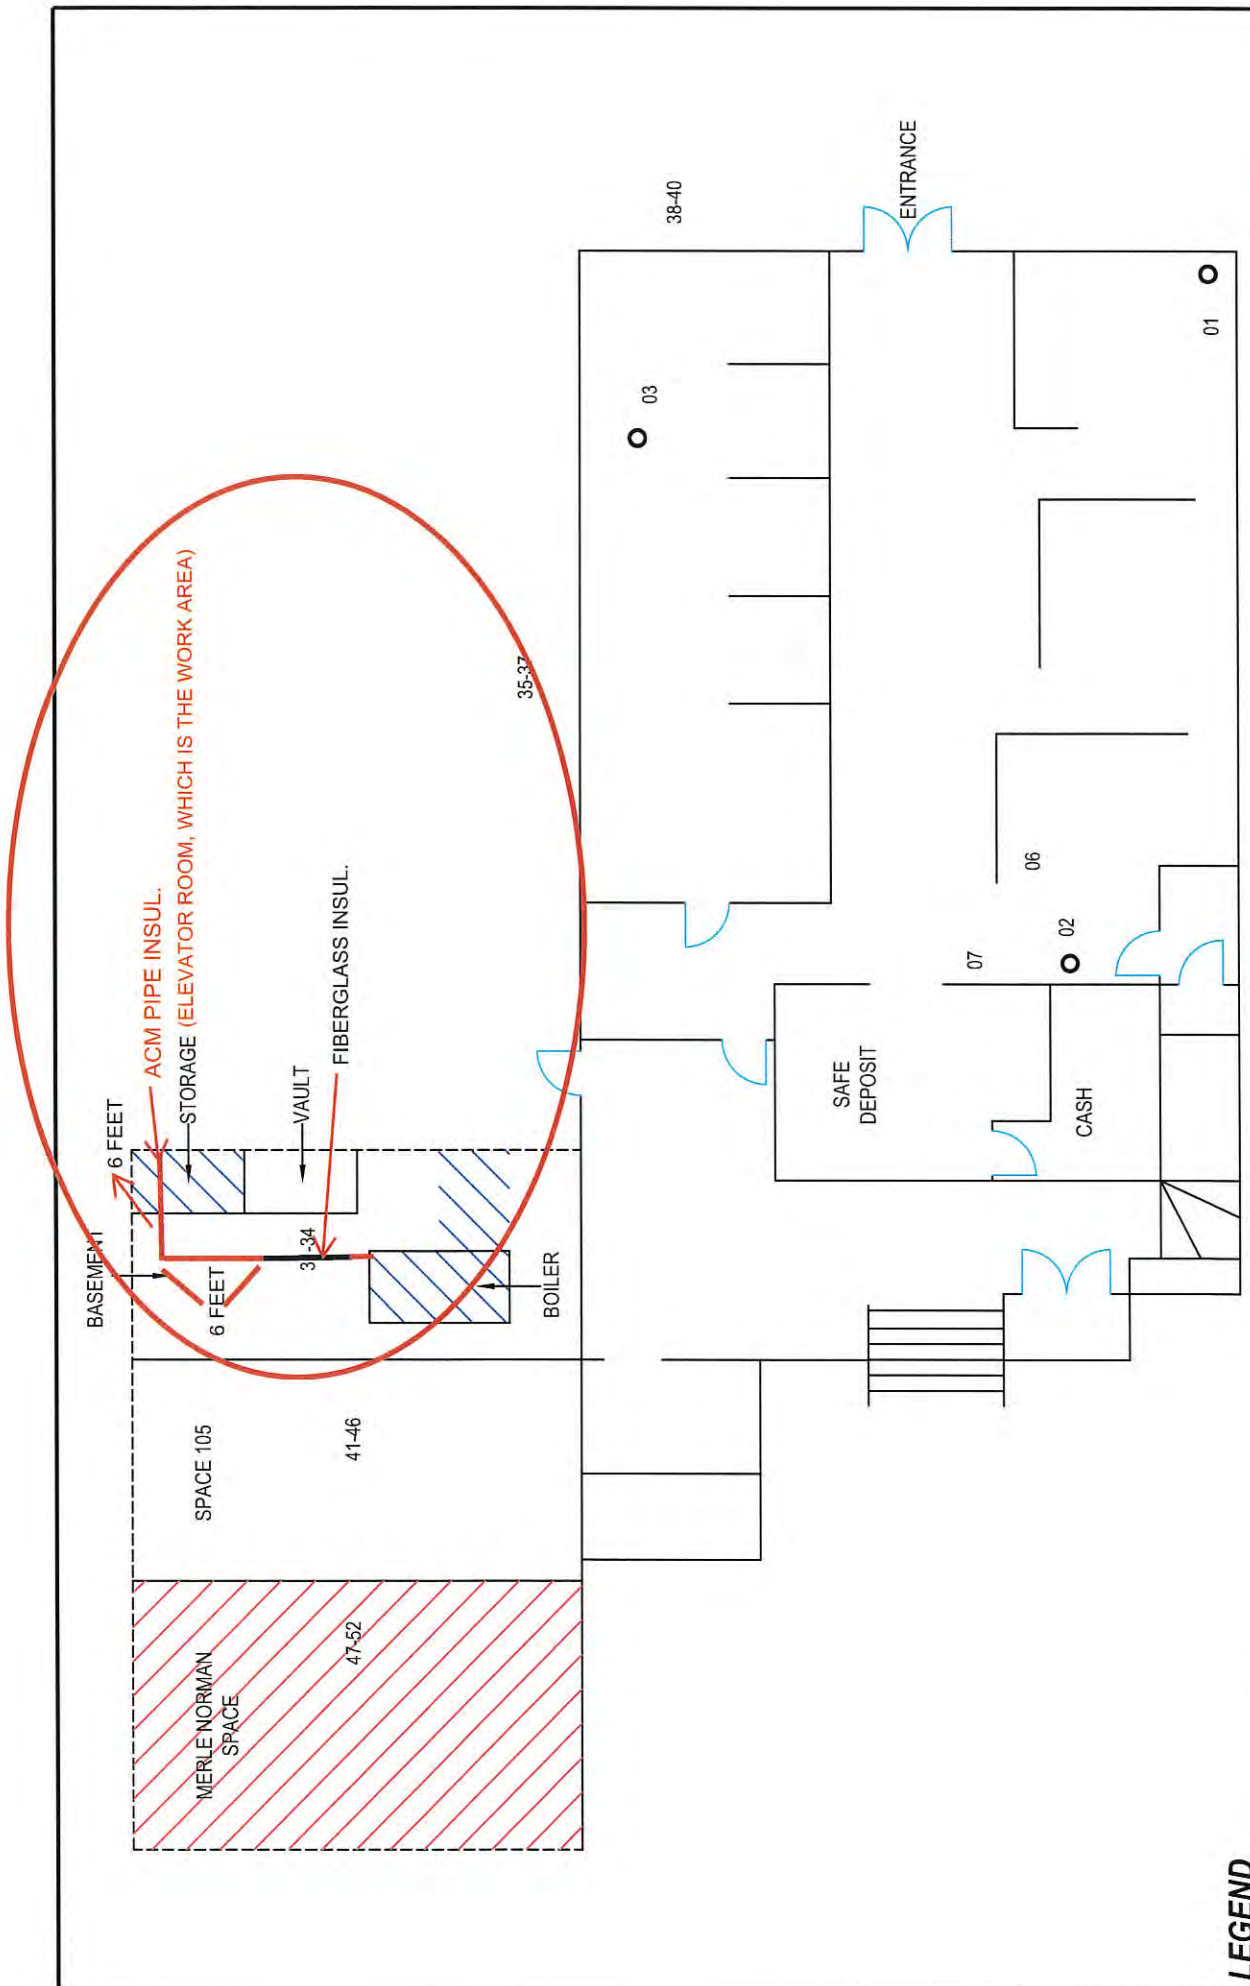 BASEMENT
6 FEET
ACM PIPE INSUL.
STORAGE (ELEVATOR ROOM, WHICH IS THE WORK AREA)
MERLE NORMAN
SPACE
SPACE 105
6 FEET
VAULT
FIBERGLASS INSUL.
47-52
41-46
35-37
BOILER
03
38-40
SAFE
DEPOSIT
ENTRANCE
07
06
02
CASH
01
LEGEND